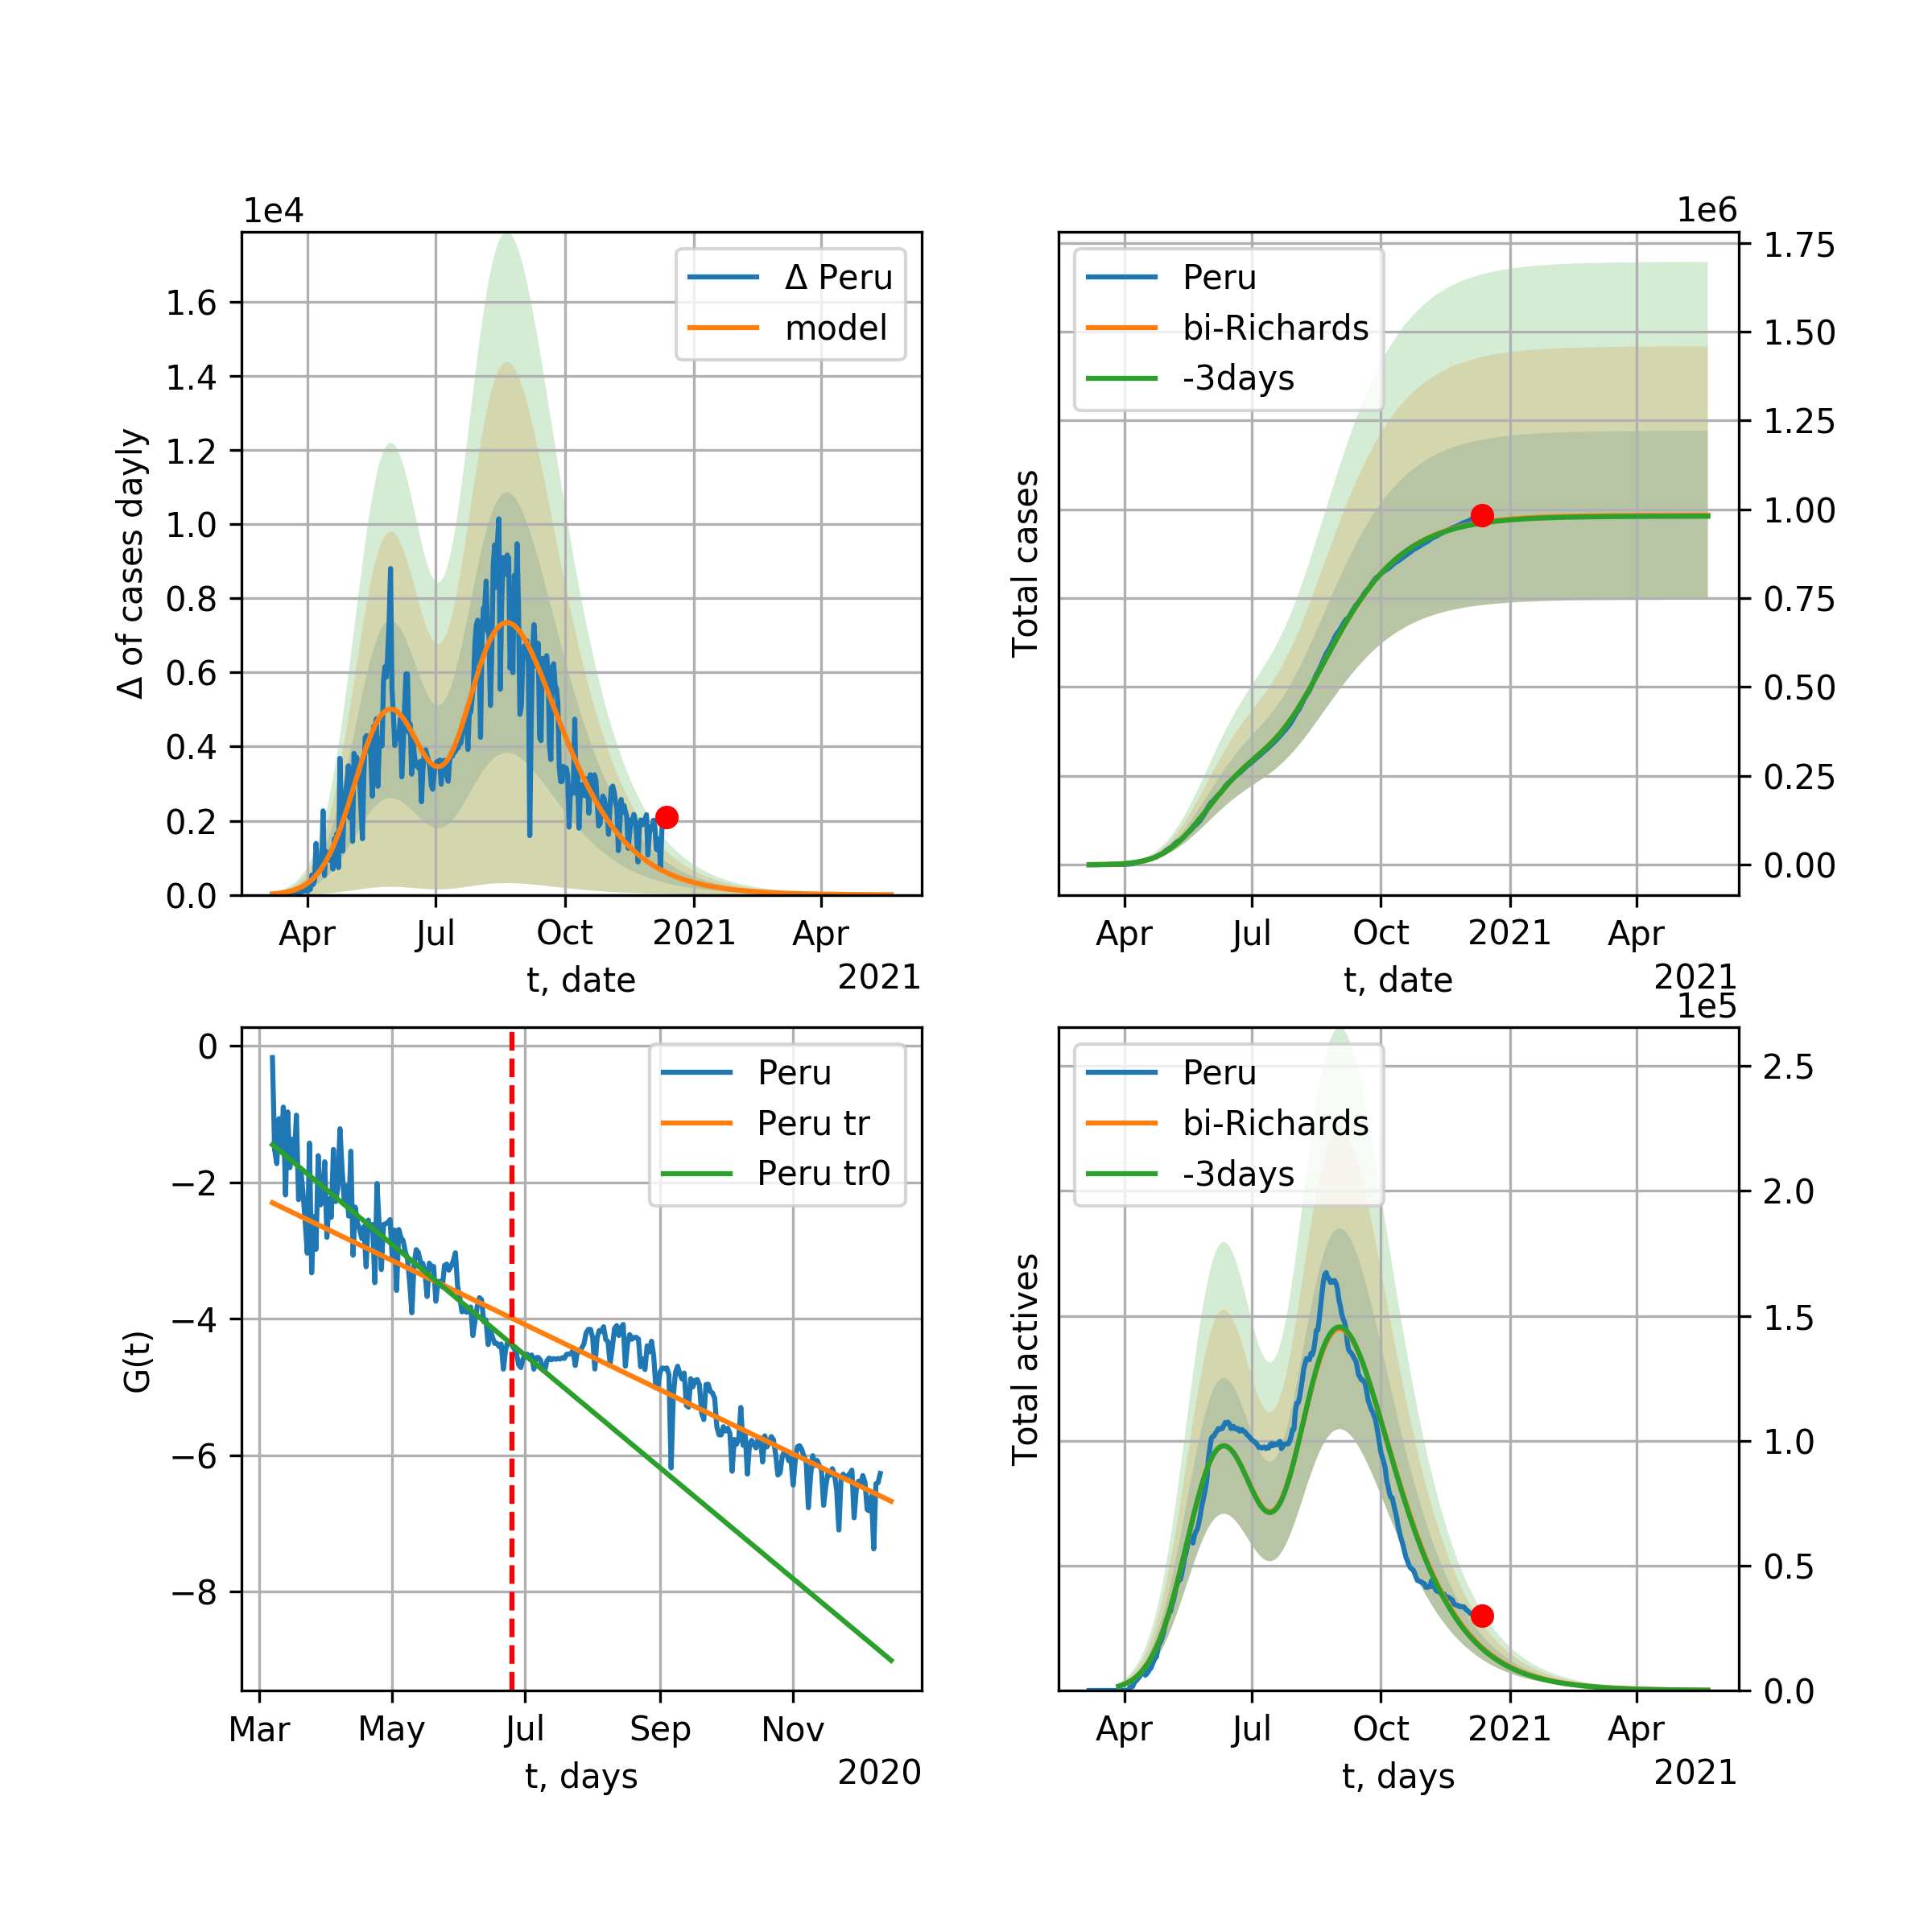 1e4
Δ of cases dayly
1.6
1.4
1.2
1.0
0.8
0.6
0.4
0.2
0.0
Δ Peru
model
Apr Jul Oct 2021 Apr
t, date
2021
1e6
Total cases
Peru
bi-Richards
-3days
1.75
1.50
1.25
1.00
0.75
0.50
0.25
0.00
Apr Jul Oct 2021 Apr
t, date
2021
G(t)
0
−2
−4
−6
−8
Peru
Peru tr
Peru tr0
Mar May Jul Sep Nov
t, days
2020
1e5
Total actives
Peru
bi-Richards
-3days
2.5
2.0
1.5
1.0
0.5
0.0
Apr Jul Oct 2021 Apr
t, days
2021